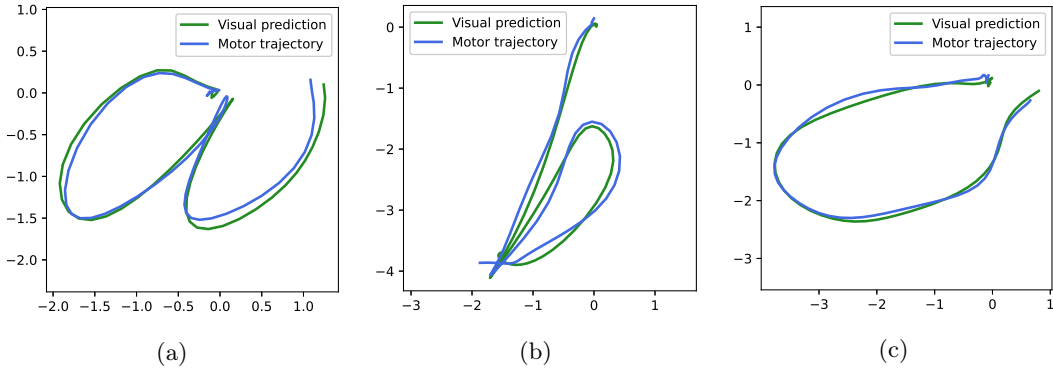 Visual prediction
Motor trajectory
1.0
0.5
0.0
−0.5
−1.0
−1.5
−2.0
−2.0 −1.5 −1.0 −0.5 0.0 0.5 1.0
(a)
Visual prediction
Motor trajectory
0
−1
−2
−3
−4
−3 −2 −1 0 1
(b)
Visual prediction
Motor trajectory
1
0
−1
−2
−3
−3 −2 −1 0 1
(c)